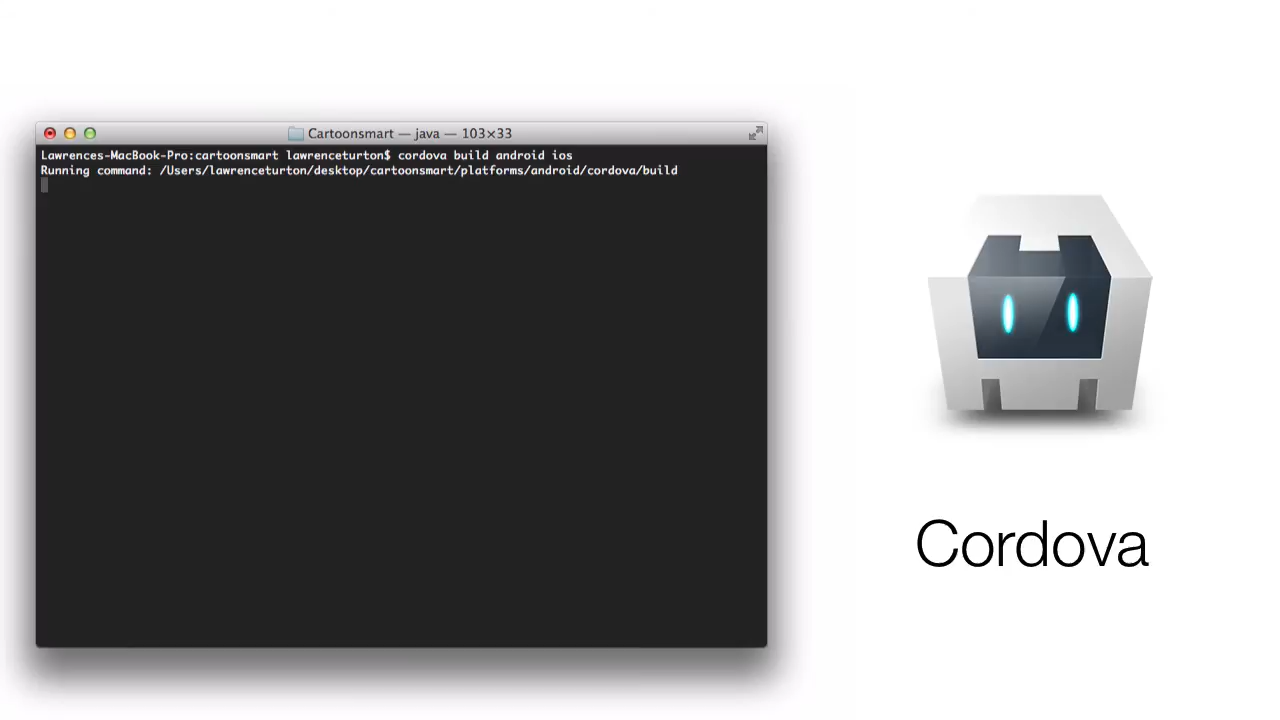 Cartoonsmart — java — 103×33
Lawrences-MacBook-Pro:cartoonsmart lawrenceturton$ cordova build android ios
Running command: /Users/lawrenceturton/desktop/cartoonsmart/platforms/android/cordova/build
Cordova